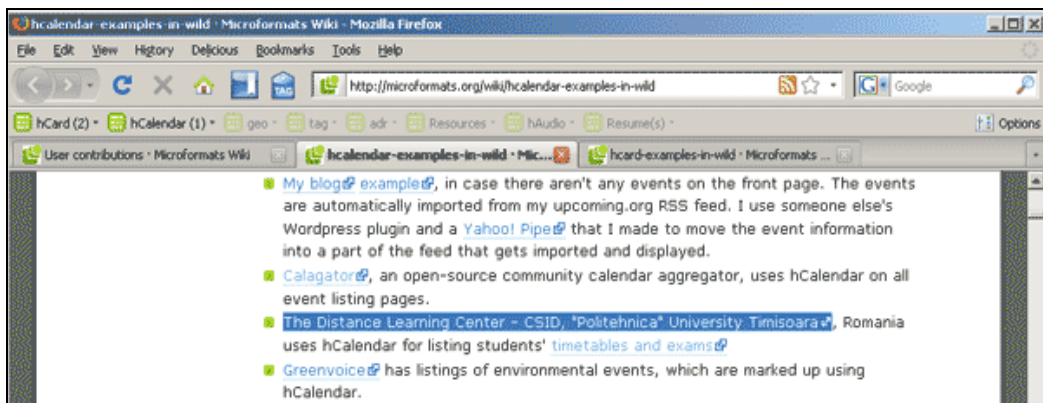 hcalendar-examples-in-wild · Microformats Wiki - Mozilla Firefox
File Edit View History Delicious Bookmarks Tools Help
TAG http://microformats.org/wiki/hcalendar-examples-in-wild G Google
hCard (2) hCalendar (1) geo tag adr Resources hAudio Resume(s) Options
User contributions · Microformats Wiki hcalendar-examples-in-wild · Mic... hcard-examples-in-wild · Microformats ...
My blog example, in case there aren't any events on the front page. The events
are automatically imported from my upcoming.org RSS feed. I use someone else's
Wordpress plugin and a Yahoo! Pipe that I made to move the event information
into a part of the feed that gets imported and displayed.
Calagator, an open-source community calendar aggregator, uses hCalendar on all
event listing pages.
The Distance Learning Center - CSID, "Politehnica" University Timisoara, Romania
uses hCalendar for listing students' timetables and exams
Greenvoice has listings of environmental events, which are marked up using
hCalendar.